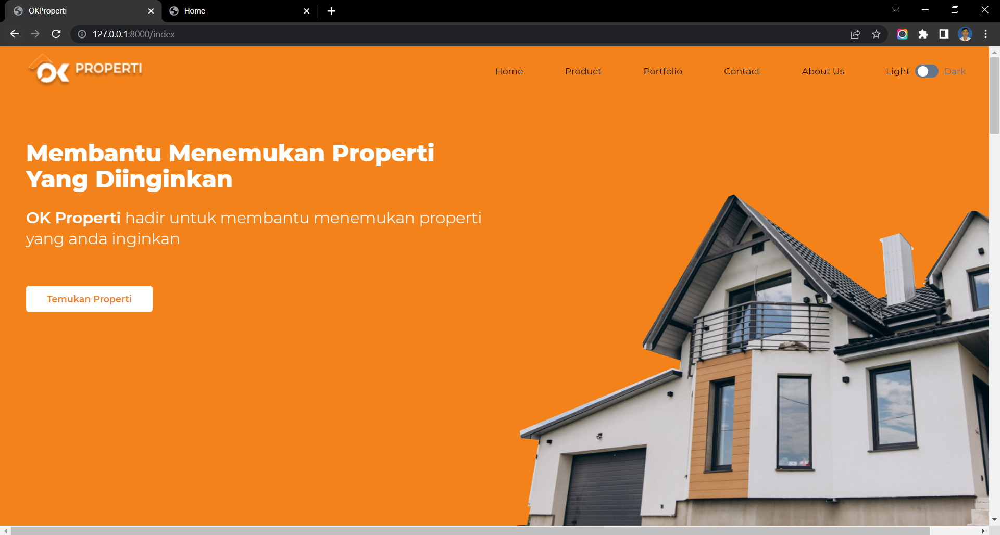 OKProperti
Home
127.0.0.1:8000/index
OK PROPERTI
Home
Product
Portfolio
Contact
About Us
Light
Dark
Membantu Menemukan Properti
Yang Diinginkan
OK Properti hadir untuk membantu menemukan properti
yang anda inginkan
Temukan Properti